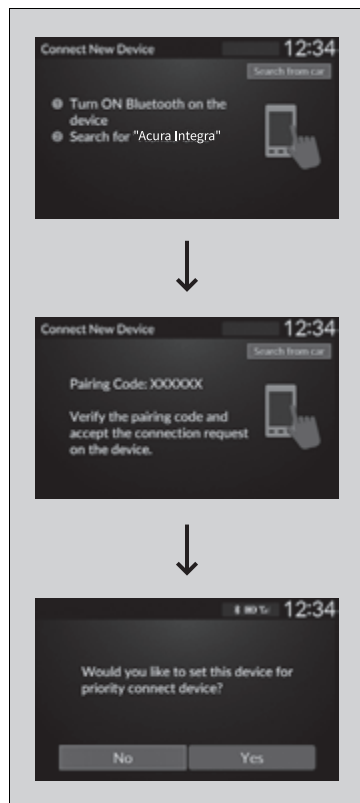 Connect New Device 12:34
Search from car
❶ Turn ON Bluetooth on the
device
❷ Search for "Acura Integra"
Connect New Device 12:34
Search from car
Pairing Code: XXXXXX
Verify the pairing code and
accept the connection request
on the device.
12:34
Would you like to set this device for
priority connect device?
No Yes